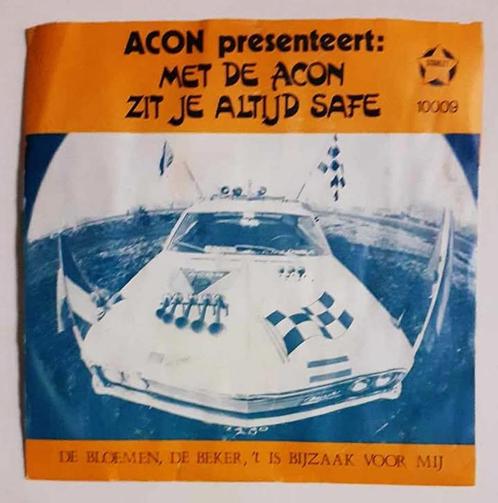 ACON presenteert:
MET DE ACON
ZIT JE ALTIJD SAFE
10009
DE BLOEMEN, DE BEKER, 't IS BIJZAAK VOOR MIJ